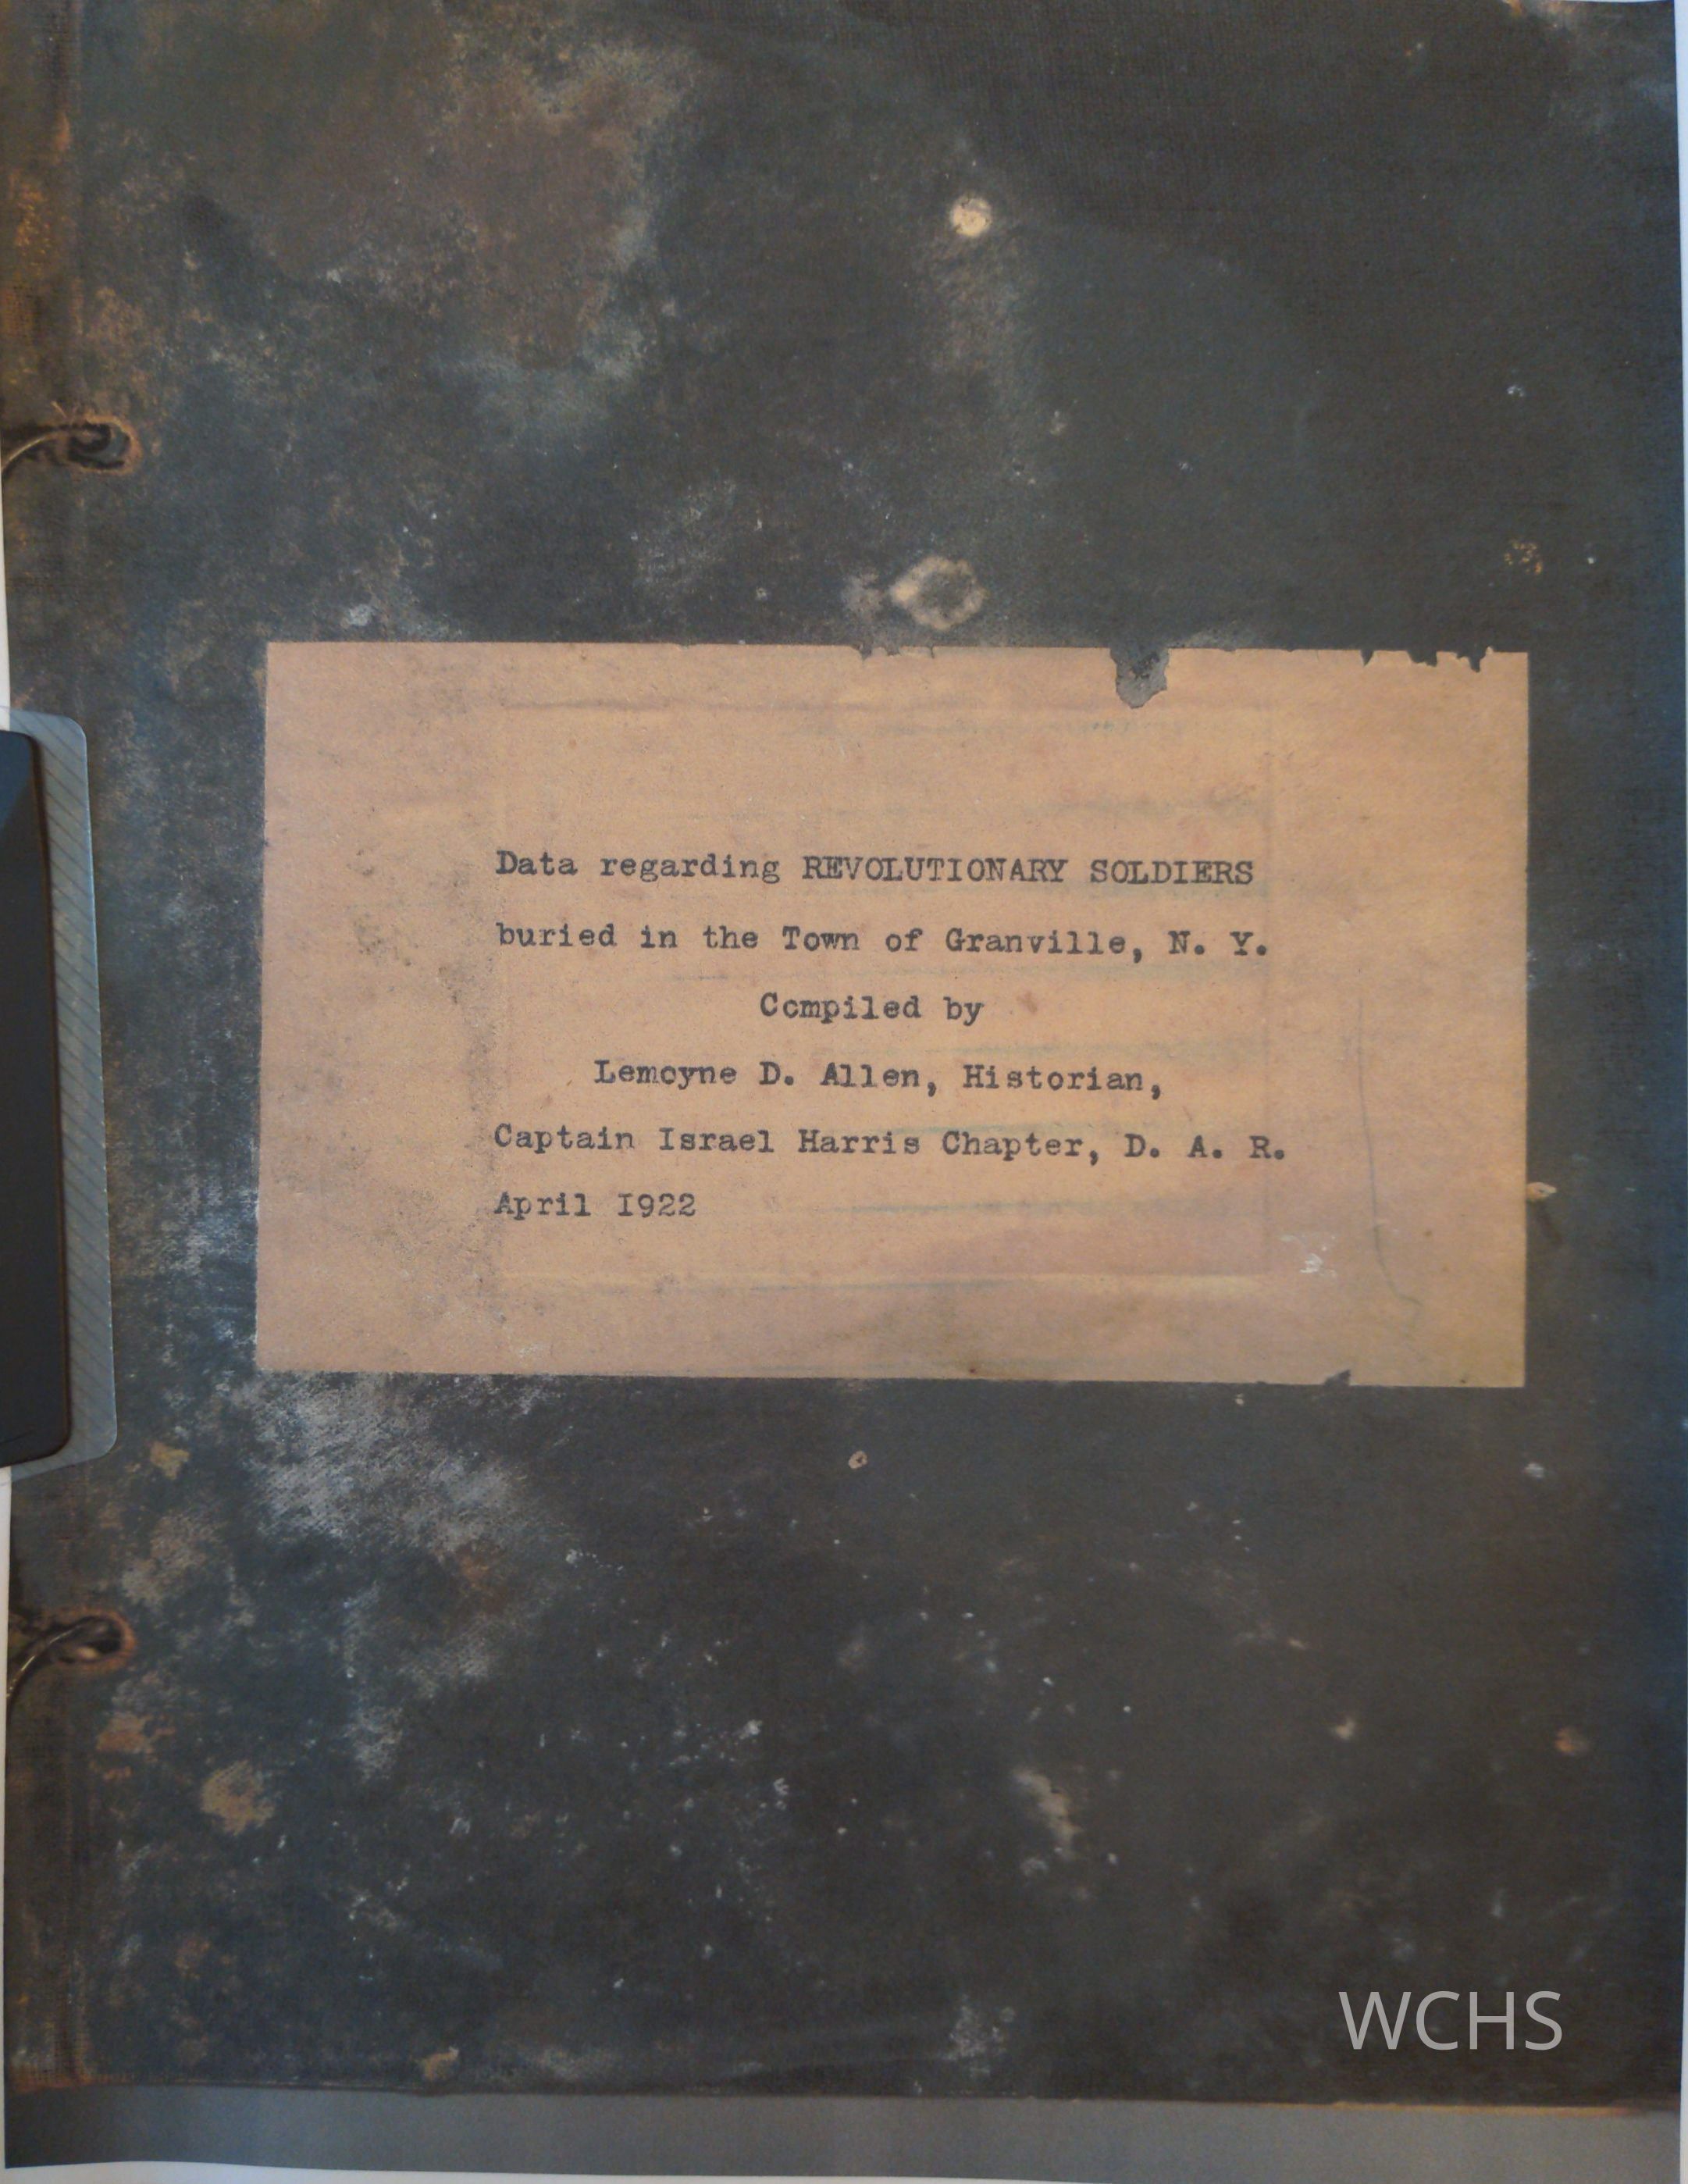 Data regarding REVOLUTIONARY SOLDIERS
buried in the Town of Granville, N. Y.
Compiled by
Lemoyne D. Allen, Historian,
Captain Israel Harris Chapter, D. A. R.
April 1922
WCHS